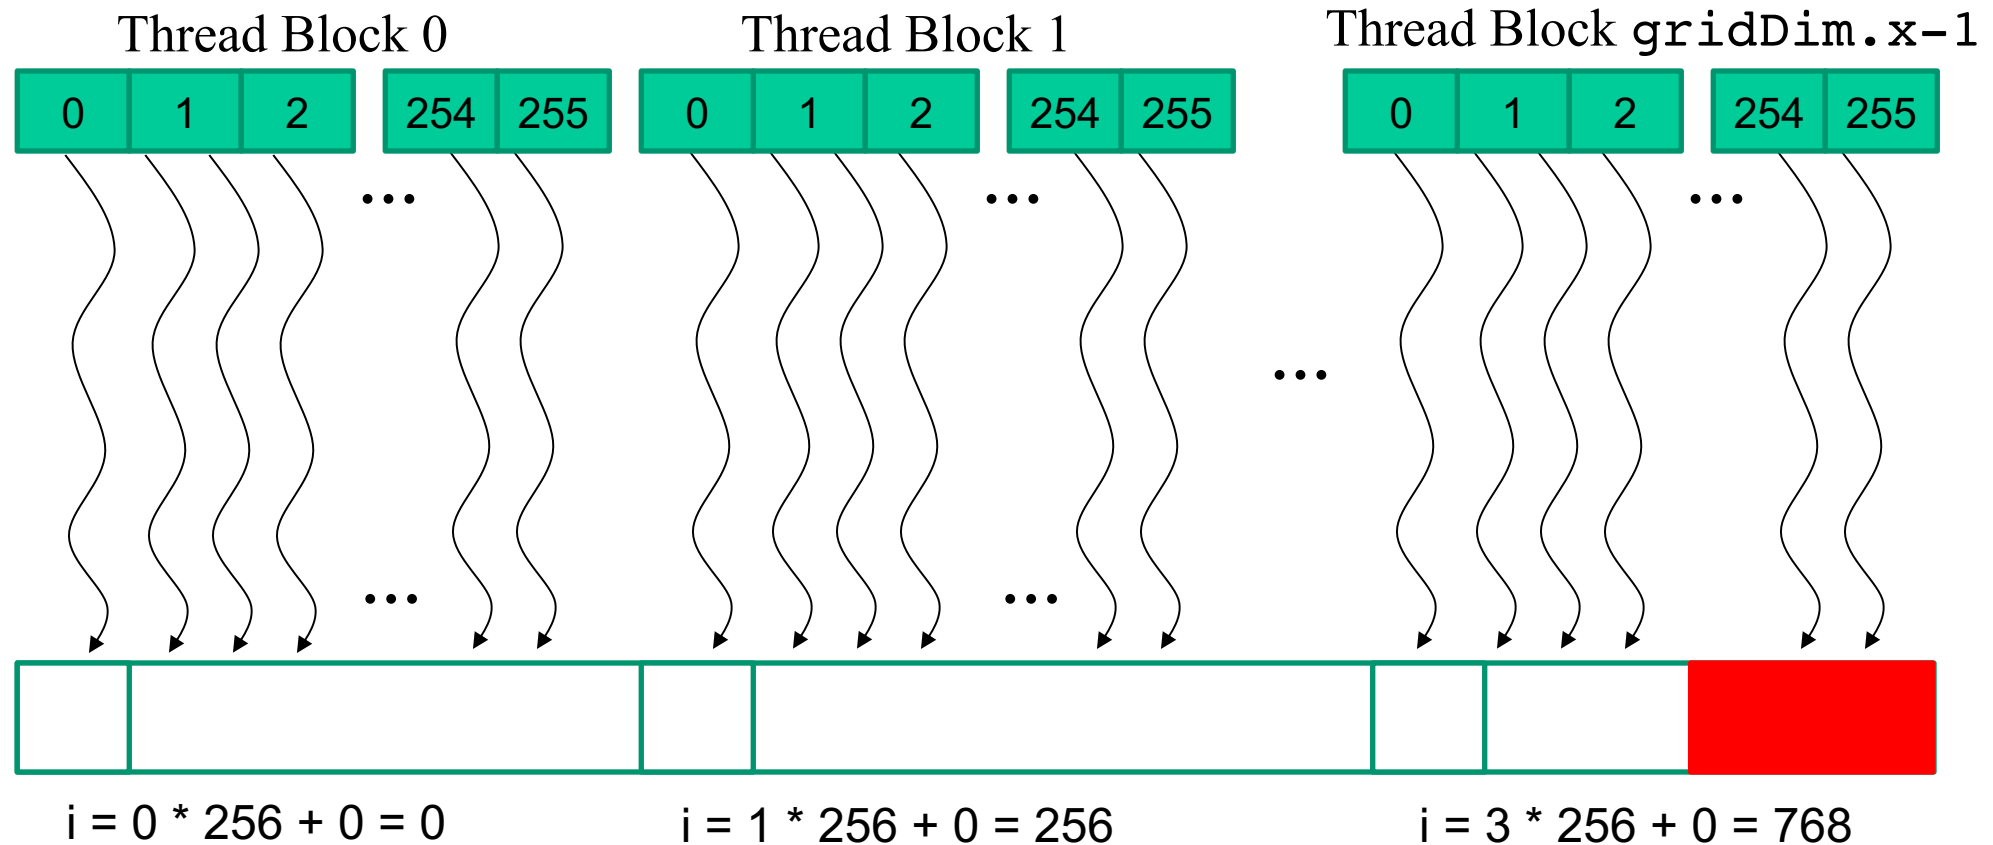 Thread Block 0
Thread Block 1
Thread Block gridDim.x-1
0 1 2 254 255
0 1 2 254 255
0 1 2 254 255
...
...
...
...
...
...
i = 0 * 256 + 0 = 0
i = 1 * 256 + 0 = 256
i = 3 * 256 + 0 = 768